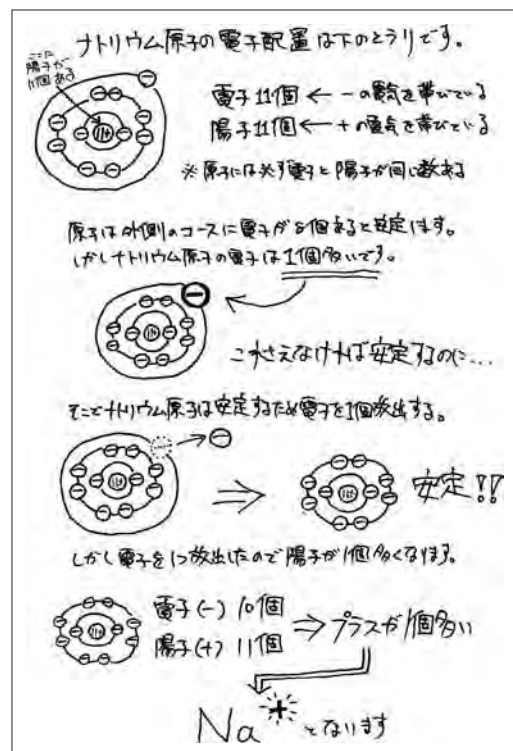 ナトリウム原子の電子配置は下のとうりです。
ここに
陽子が
11個ある
電子11個 ← －の電気を帯びている
陽子11個 ← ＋の電気を帯びている
※原子には必ず電子と陽子が同じ数ある
原子は外側のコースに電子が8個あると安定します。
しかしナトリウム原子の電子は1個多いです。
これさえなければ安定するのに…
そこでナトリウム原子は安定するため電子を1個放出する。
安定!!
しかし電子を1つ放出したので陽子が1個多くなります。
電子(－) 10個
陽子(＋) 11個
⇒ プラスが1個多い
Na⁺ となります